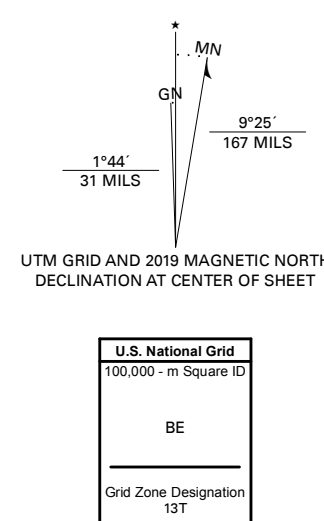 ★
MN
GN
9°25´
167 MILS
1°44´
31 MILS
UTM GRID AND 2019 MAGNETIC NORTH
DECLINATION AT CENTER OF SHEET
U.S. National Grid
100,000 - m Square ID
BE
Grid Zone Designation
13T